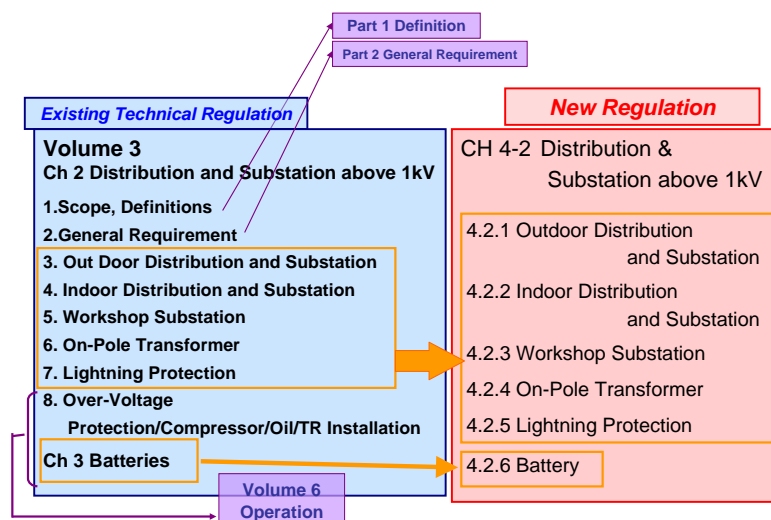 Part 1 Definition
Part 2 General Requirement
Existing Technical Regulation
New Regulation
Volume 3
Ch 2 Distribution and Substation above 1kV
1.Scope, Definitions
2.General Requirement
3. Out Door Distribution and Substation
4. Indoor Distribution and Substation
5. Workshop Substation
6. On-Pole Transformer
7. Lightning Protection
8. Over-Voltage
Protection/Compressor/Oil/TR Installation
Ch 3 Batteries
CH 4-2 Distribution &
Substation above 1kV
4.2.1 Outdoor Distribution
and Substation
4.2.2 Indoor Distribution
and Substation
4.2.3 Workshop Substation
4.2.4 On-Pole Transformer
4.2.5 Lightning Protection
4.2.6 Battery
Volume 6
Operation